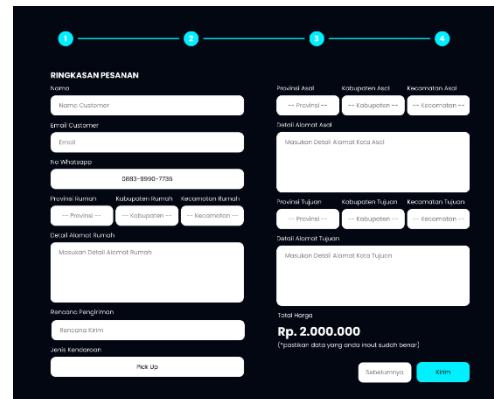 1 2 3 4
RINGKASAN PESANAN
Nama
Nama Customer
Email Customer
Email
No Whatsapp
0883-9990-7735
Provinsi Rumah Kabupaten Rumah Kecamatan Rumah
-- Provinsi -- -- Kabupaten -- -- Kecamatan --
Detail Alamat Rumah
Masukan Detail Alamat Rumah
Rencana Pengiriman
Rencana Kirim
Jenis Kendaraan
Pick Up
Provinsi Asal Kabupaten Asal Kecamatan Asal
-- Provinsi -- -- Kabupaten -- -- Kecamatan --
Detail Alamat Asal
Masukan Detail Alamat Kota Asal
Provinsi Tujuan Kabupaten Tujuan Kecamatan Tujuan
-- Provinsi -- -- Kabupaten -- -- Kecamatan --
Detail Alamat Tujuan
Masukan Detail Alamat Kota Tujuan
Total Harga
Rp. 2.000.000
(*pastikan data yang anda input sudah benar)
Sebelumnya Kirim